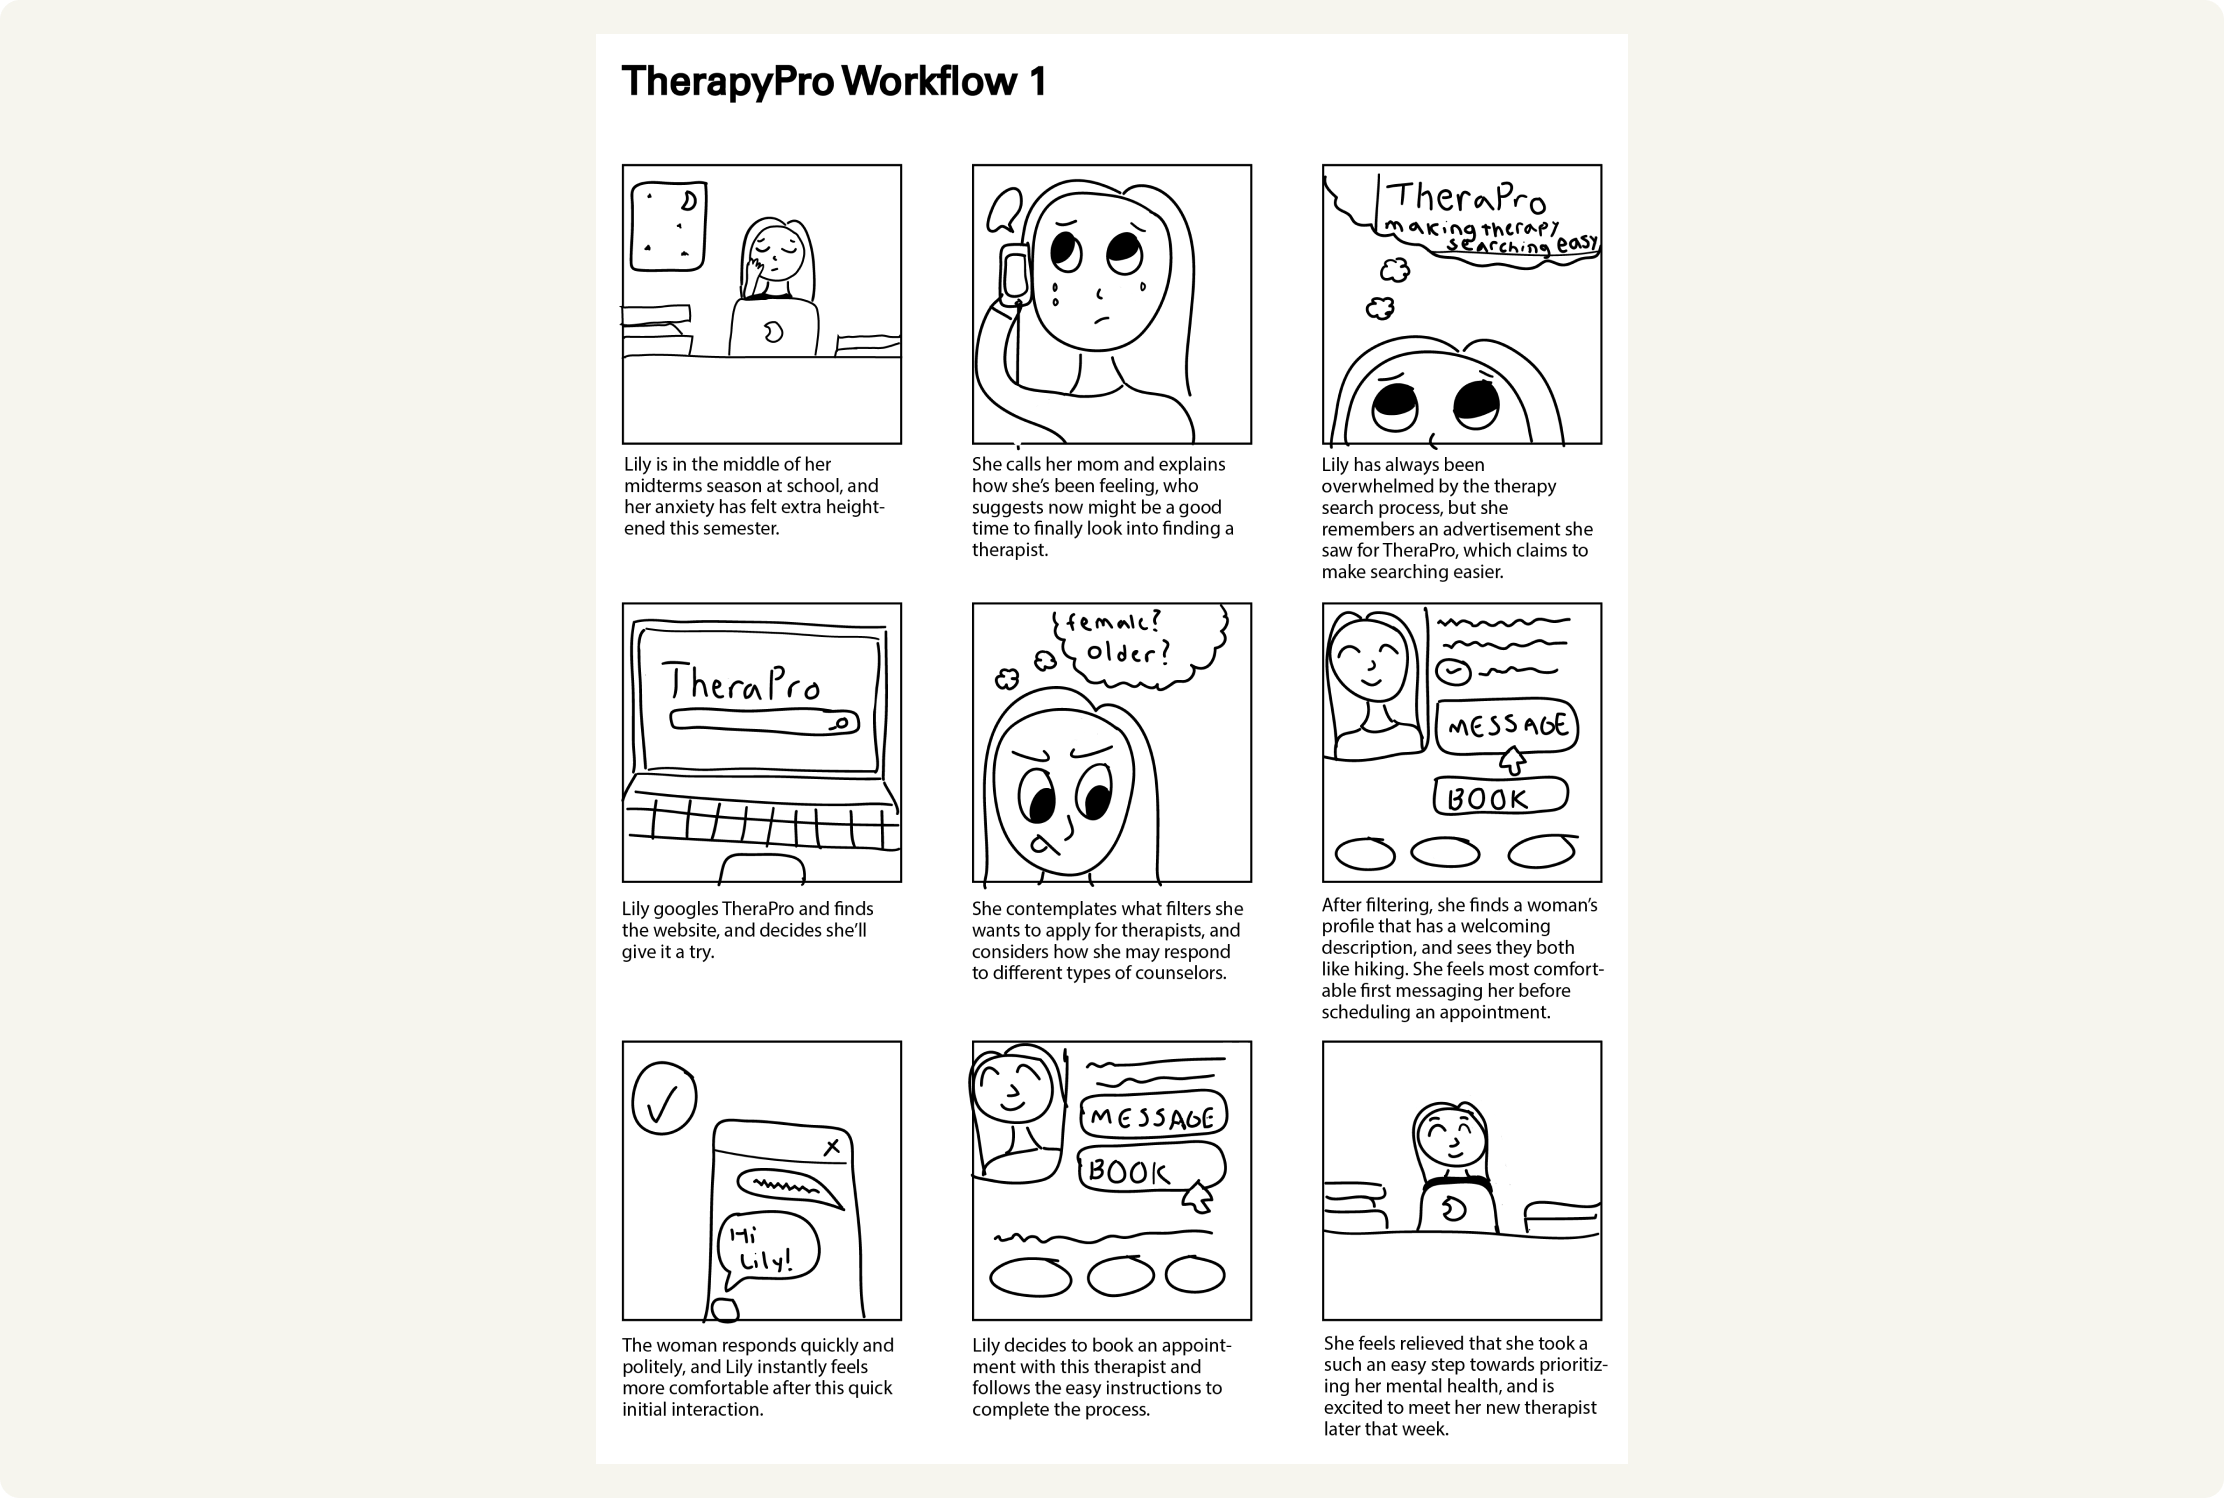 TherapyPro Workflow 1
TheraPro
making therapy
searching easy
Lily is in the middle of her
midterms season at school, and
her anxiety has felt extra height-
ened this semester.
She calls her mom and explains
how she's been feeling, who
suggests now might be a good
time to finally look into finding a
therapist.
Lily has always been
overwhelmed by the therapy
search process, but she
remembers an advertisement she
saw for TheraPro, which claims to
make searching easier.
TheraPro
female?
older?
MESSAGE
BOOK
Lily googles TheraPro and finds
the website, and decides she'll
give it a try.
She contemplates what filters she
wants to apply for therapists, and
considers how she may respond
to different types of counselors.
After filtering, she finds a woman's
profile that has a welcoming
description, and sees they both
like hiking. She feels most comfort-
able first messaging her before
scheduling an appointment.
Hi
Lily!
MESSAGE
BOOK
The woman responds quickly and
politely, and Lily instantly feels
more comfortable after this quick
initial interaction.
Lily decides to book an appoint-
ment with this therapist and
follows the easy instructions to
complete the process.
She feels relieved that she took a
such an easy step towards prioritiz-
ing her mental health, and is
excited to meet her new therapist
later that week.